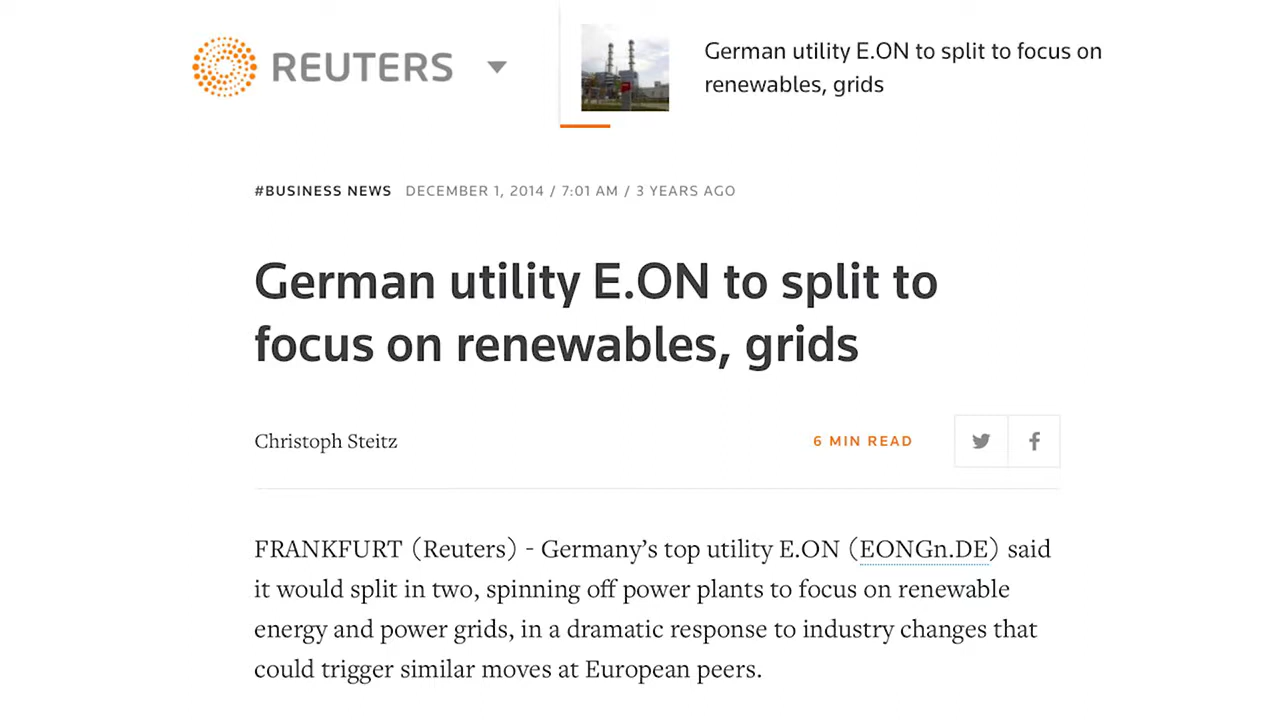 REUTERS
German utility E.ON to split to focus on
renewables, grids
#BUSINESS NEWS DECEMBER 1, 2014 / 7:01 AM / 3 YEARS AGO
German utility E.ON to split to
focus on renewables, grids
Christoph Steitz
6 MIN READ
FRANKFURT (Reuters) - Germany’s top utility E.ON (EONGn.DE) said
it would split in two, spinning off power plants to focus on renewable
energy and power grids, in a dramatic response to industry changes that
could trigger similar moves at European peers.